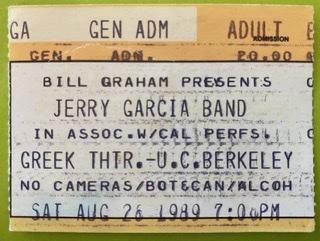 GA GEN ADM ADULT
ADMISSION
GEN. ADM. 20.00
BILL GRAHAM PRESENTS
JERRY GARCIA BAND
IN ASSOC.W/CAL PERFS.
GREEK THTR.-U.C.BERKELEY
NO CAMERAS/BOT&CAN/ALCOH
SAT AUG 26 1989 7:00PM